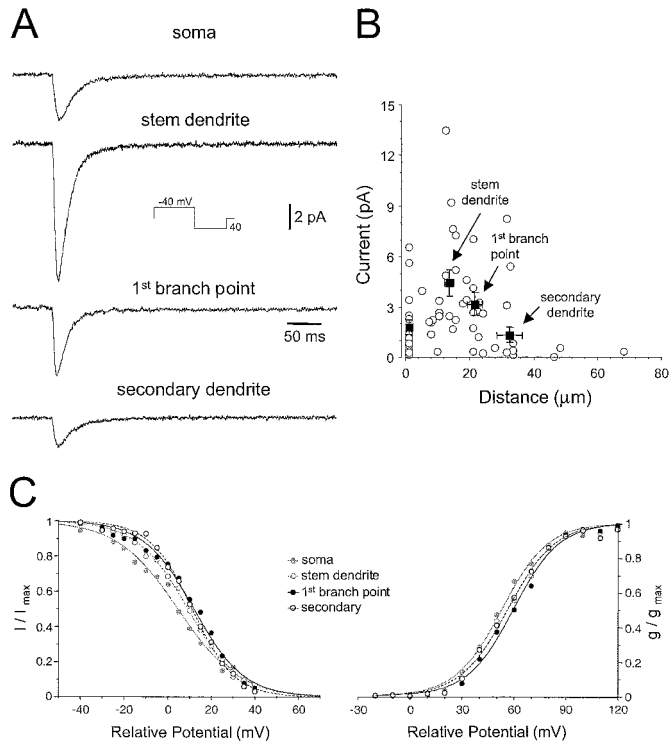 A
soma
stem dendrite
-40 mV
40
2 pA
1st branch point
50 ms
secondary dendrite
B
15
12
9
6
3
0
Current (pA)
stem
dendrite
1st branch
point
secondary
dendrite
0 20 40 60 80
Distance (μm)
C
1
0.8
0.6
0.4
0.2
0
I / I max
-40 -20 0 20 40 60
Relative Potential (mV)
soma
stem dendrite
1st branch point
secondary
1
0.8
0.6
0.4
0.2
0
g / g max
-30 0 30 60 90 120
Relative Potential (mV)